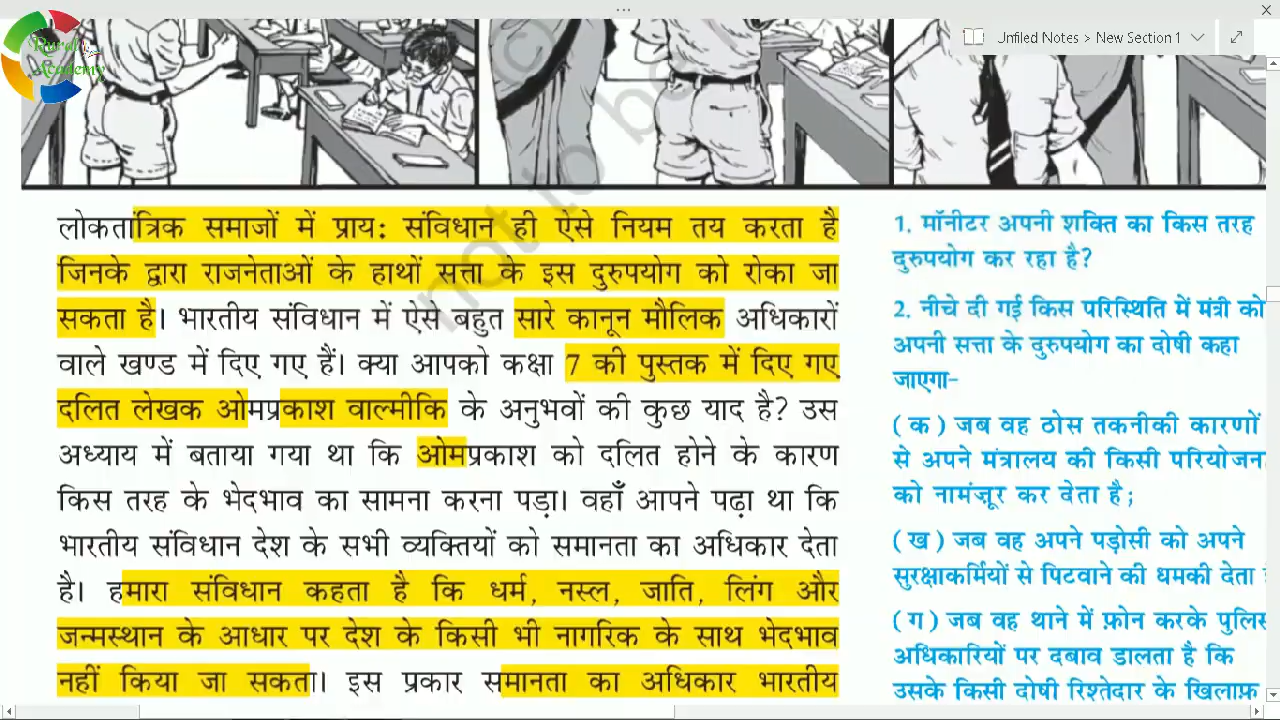 Rural
Academy
...
Unfiled Notes > New Section 1
not to be
लोकतांत्रिक समाजों में प्राय: संविधान ही ऐसे नियम तय करता है
जिनके द्वारा राजनेताओं के हाथों सत्ता के इस दुरुपयोग को रोका जा
सकता है। भारतीय संविधान में ऐसे बहुत सारे कानून मौलिक अधिकारों
वाले खण्ड में दिए गए हैं। क्या आपको कक्षा 7 की पुस्तक में दिए गए
दलित लेखक ओमप्रकाश वाल्मीकि के अनुभवों की कुछ याद है? उस
अध्याय में बताया गया था कि ओमप्रकाश को दलित होने के कारण
किस तरह के भेदभाव का सामना करना पड़ा। वहाँ आपने पढ़ा था कि
भारतीय संविधान देश के सभी व्यक्तियों को समानता का अधिकार देता
है। हमारा संविधान कहता है कि धर्म, नस्ल, जाति, लिंग और
जन्मस्थान के आधार पर देश के किसी भी नागरिक के साथ भेदभाव
नहीं किया जा सकता। इस प्रकार समानता का अधिकार भारतीय
1. मॉनीटर अपनी शक्ति का किस तरह
दुरुपयोग कर रहा है?
2. नीचे दी गई किस परिस्थिति में मंत्री को
अपनी सत्ता के दुरुपयोग का दोषी कहा
जाएगा-
(क) जब वह ठोस तकनीकी कारणों
से अपने मंत्रालय की किसी परियोजन
को नामंज़ूर कर देता है;
(ख) जब वह अपने पड़ोसी को अपने
सुरक्षाकर्मियों से पिटवाने की धमकी देता
(ग) जब वह थाने में फ़ोन करके पुलिस
अधिकारियों पर दबाव डालता है कि
उसके किसी दोषी रिश्तेदार के खिलाफ़